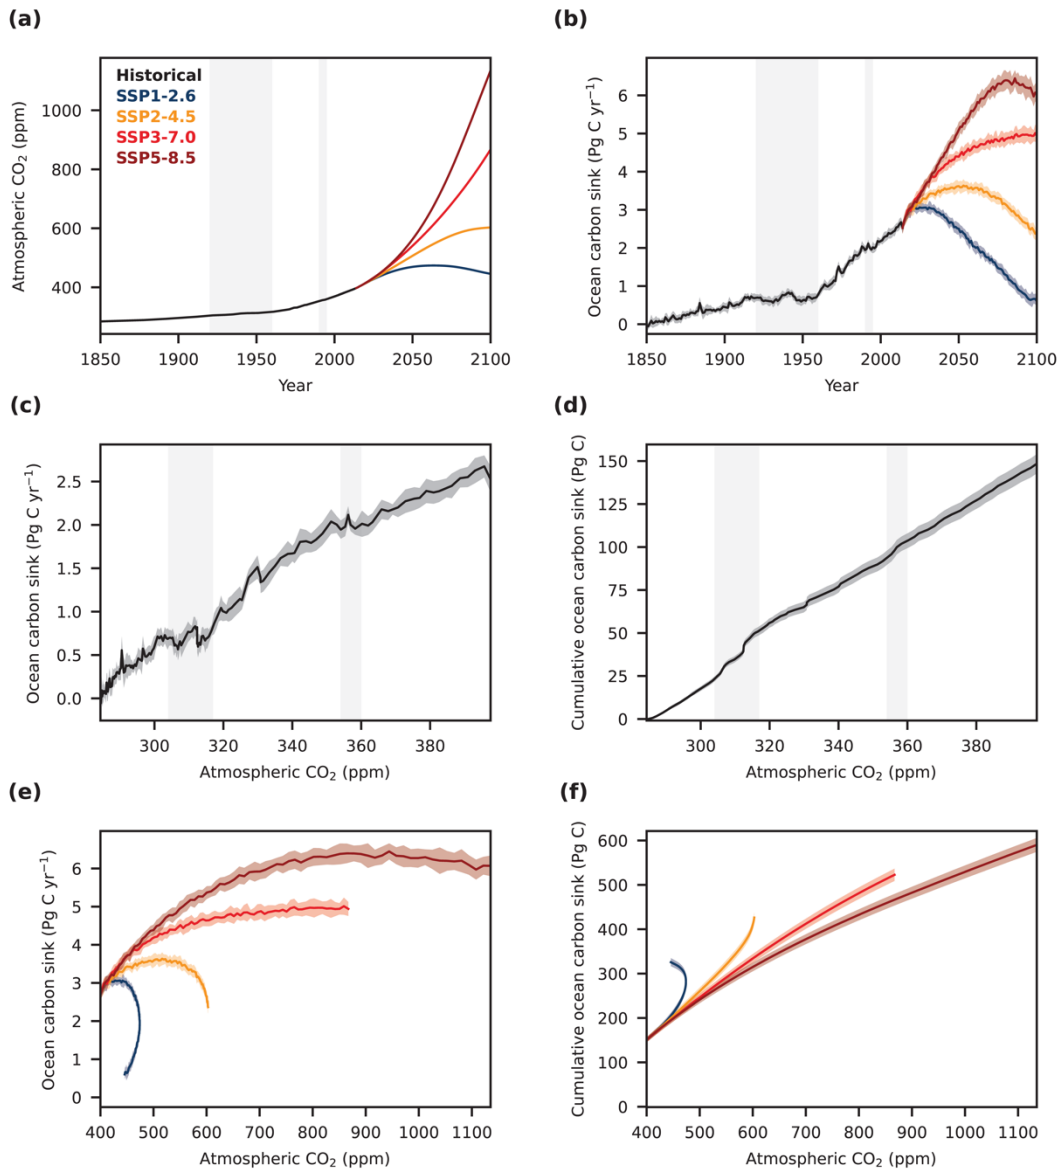 (a)
Atmospheric CO₂ (ppm)
1000
800
600
400
Historical
SSP1-2.6
SSP2-4.5
SSP3-7.0
SSP5-8.5
1850 1900 1950 2000 2050 2100
Year
(b)
Ocean carbon sink (Pg C yr⁻¹)
6
5
4
3
2
1
0
1850 1900 1950 2000 2050 2100
Year
(c)
Ocean carbon sink (Pg C yr⁻¹)
2.5
2.0
1.5
1.0
0.5
0.0
300 320 340 360 380
Atmospheric CO₂ (ppm)
(d)
Cumulative ocean carbon sink (Pg C)
150
125
100
75
50
25
0
300 320 340 360 380
Atmospheric CO₂ (ppm)
(e)
Ocean carbon sink (Pg C yr⁻¹)
6
5
4
3
2
1
0
400 500 600 700 800 900 1000 1100
Atmospheric CO₂ (ppm)
(f)
Cumulative ocean carbon sink (Pg C)
600
500
400
300
200
100
0
400 500 600 700 800 900 1000 1100
Atmospheric CO₂ (ppm)